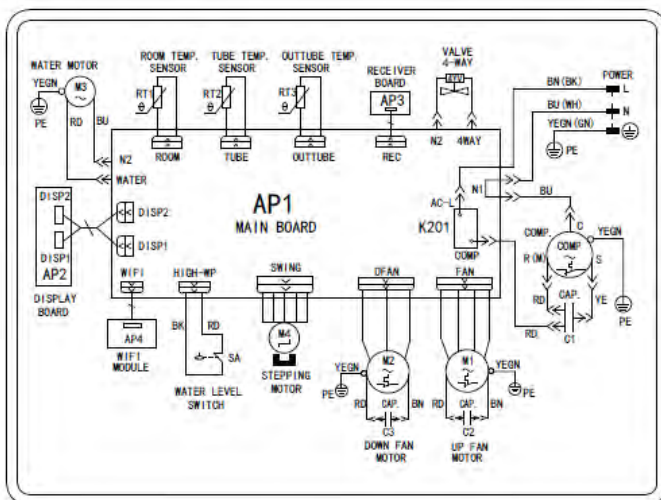 WATER MOTOR
YEGN
M3
PE
RD
BU
ROOM TEMP.
SENSOR
RT1
θ
TUBE TEMP.
SENSOR
RT2
θ
OUTTUBE TEMP.
SENSOR
RT3
θ
RECEIVER
BOARD
AP3
VALVE
4-WAY
4YV
BN(BK)
POWER
L
BU(WH)
N
YEGN(GN)
PE
N2
WATER
ROOM
TUBE
OUTTUBE
REC
N2
4WAY
N1
BU
AP1
MAIN BOARD
AC-L
K201
COMP
DISP2
DISP1
AP2
DISPLAY
BOARD
DISP2
DISP1
COMP.
C
COMP
YEGN
R(M)
S
PE
RD
CAP.
YE
C1
RD
WIFI
HIGH-WP
SWING
DFAN
FAN
AP4
WIFI
MODULE
BK
RD
SA
WATER LEVEL
SWITCH
M4
STEPPING
MOTOR
YEGN
M2
PE
RD
CAP.
BN
C3
DOWN FAN
MOTOR
M1
YEGN
PE
RD
CAP.
BN
C2
UP FAN
MOTOR